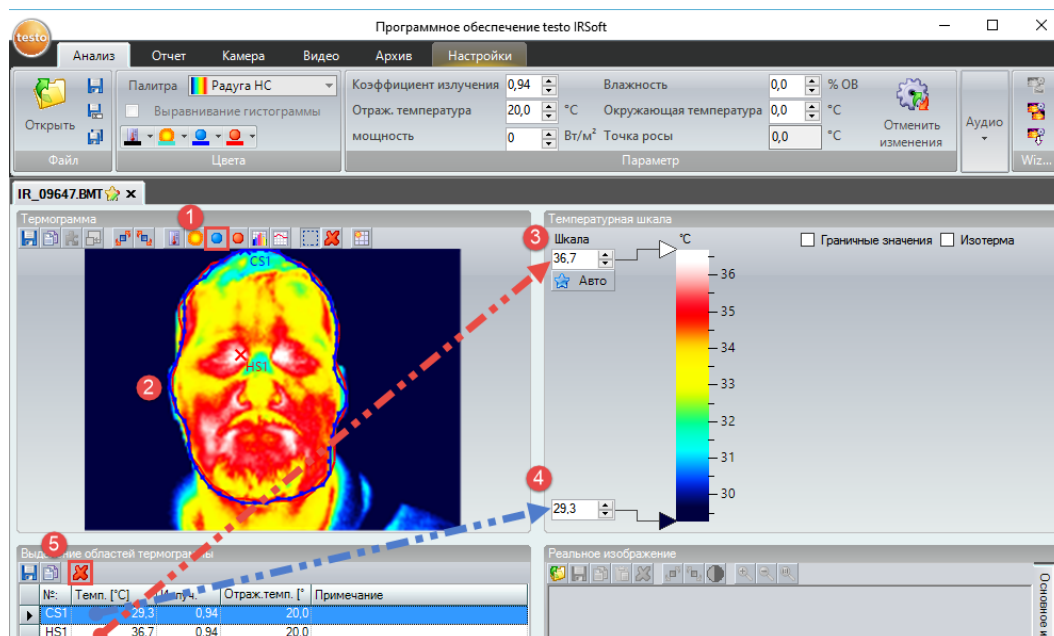 Программное обеспечение testo IRSoft
testo
Анализ Отчет Камера Видео Архив Настройки
Открыть
Палитра Радуга НС
Выравнивание гистограммы
Коэффициент излучения 0,94
Отраж. температура 20,0 °C
мощность 0 Вт/м²
Влажность 0,0 % ОВ
Окружающая температура 0,0 °C
Точка росы 0,0 °C
Отменить
изменения
Аудио
Файл Цвета Параметр Wiz...
IR_09647.BMT
Термограмма
1
CS1
HS1
2
Температурная шкала
3
Шкала
36,7
Авто
°C
Граничные значения Изотерма
36
35
34
33
32
31
30
4
29,3
5
областей термограммы
№: Темп. [°C] Отраж.темп. [° Примечание
CS1 29,3 0,94 20,0
HS1 36,7 0,94 20,0
Реальное изображение
Основное и